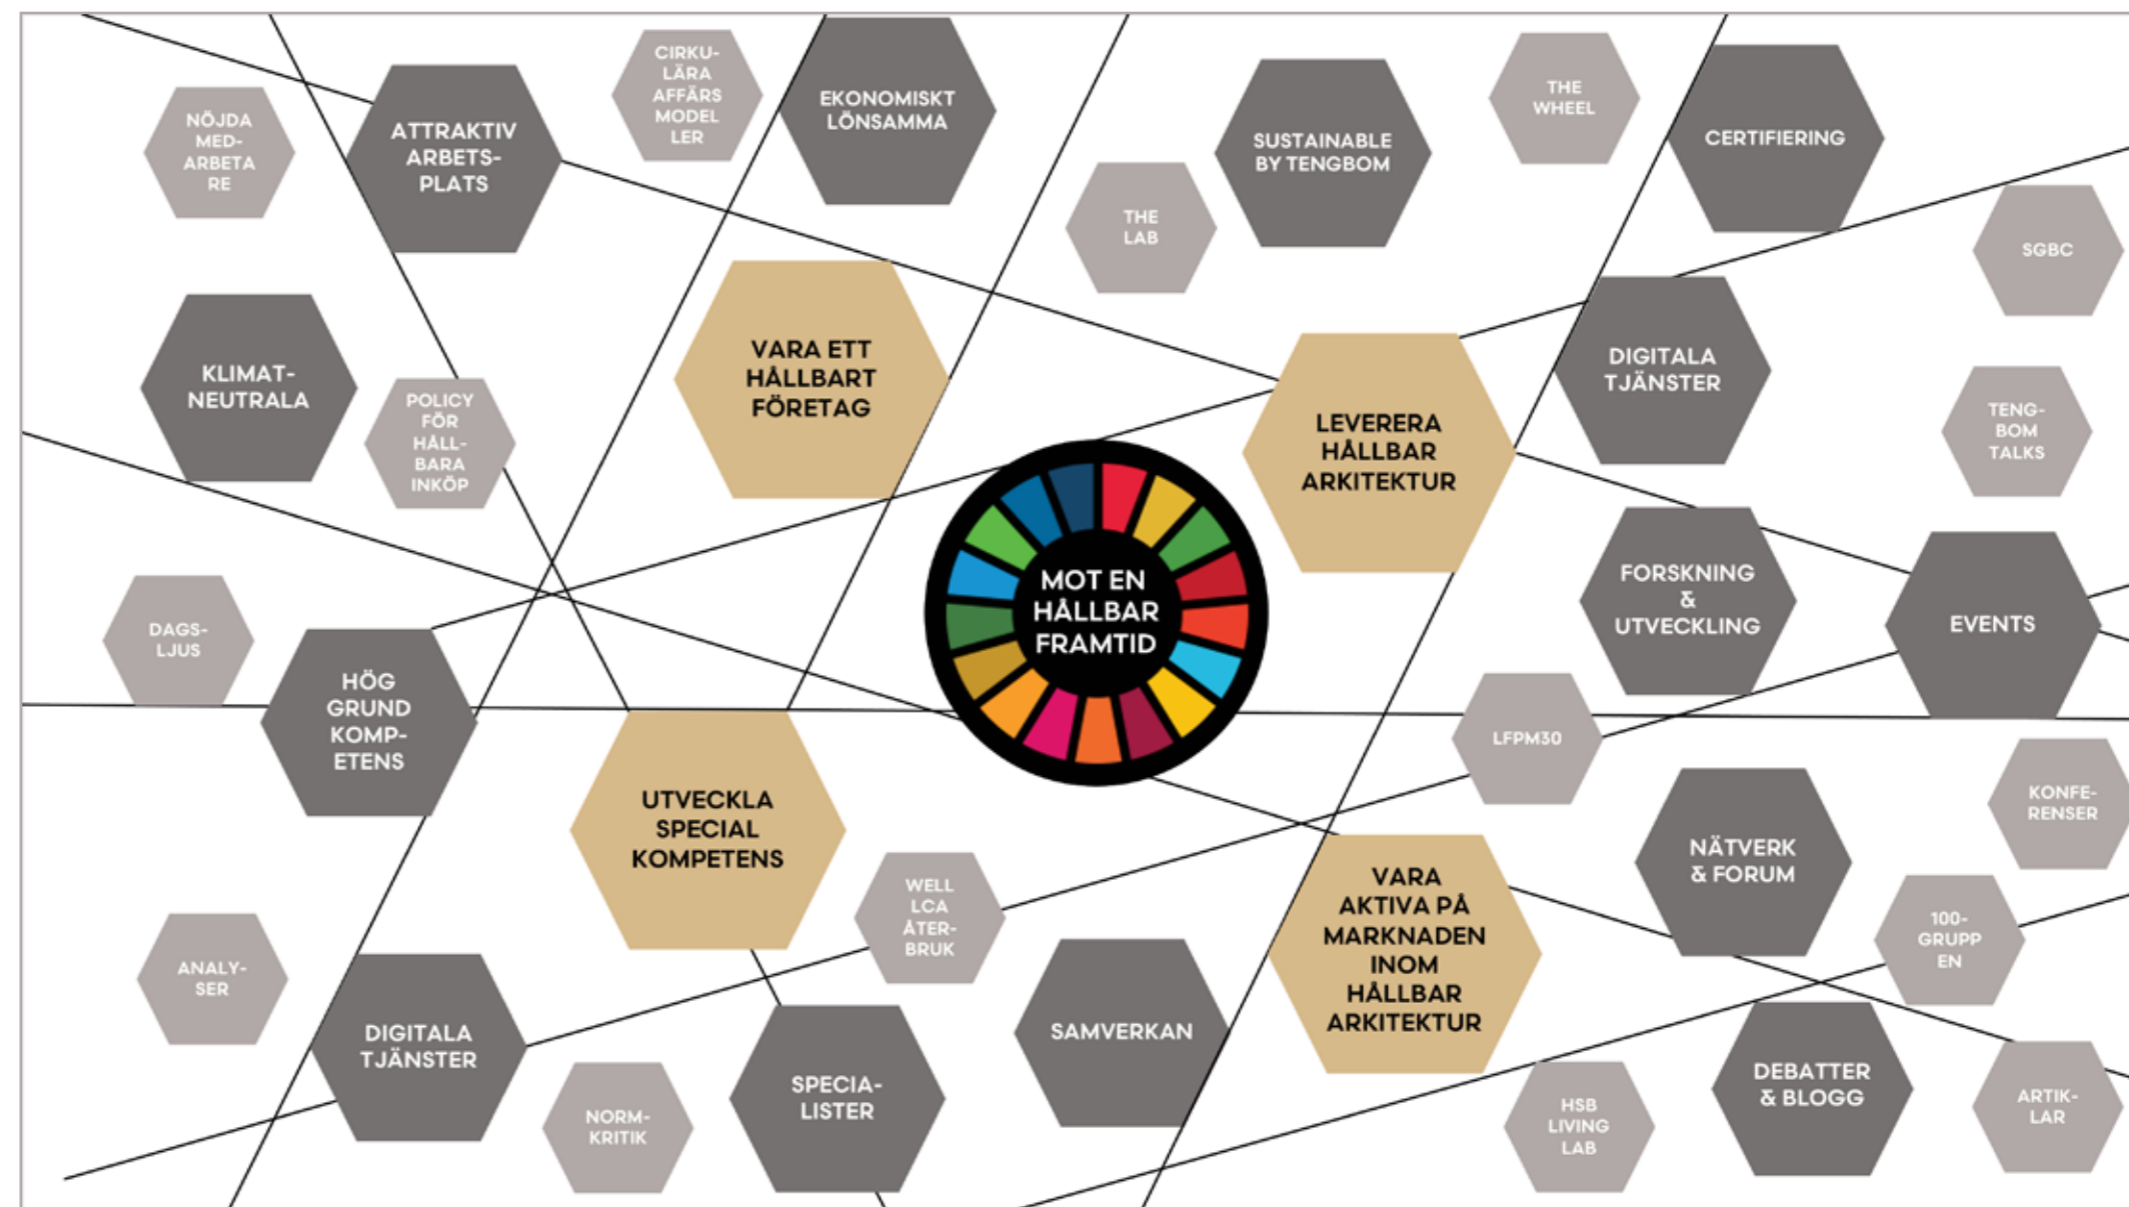 CIRKU-
LÄRA
AFFÄRS
MODEL
LER
EKONOMISKT
LÖNSAMMA
THE
WHEEL
NÖJDA
MED-
ARBETA
RE
ATTRAKTIV
ARBETS-
PLATS
SUSTAINABLE
BY TENGBOM
CERTIFIERING
THE
LAB
SGBC
KLIMAT-
NEUTRALA
POLICY
FÖR
HÅLL-
BARA
INKÖP
VARA ETT
HÅLLBART
FÖRETAG
LEVERERA
HÅLLBAR
ARKITEKTUR
DIGITALA
TJÄNSTER
TENG-
BOM
TALKS
MOT EN
HÅLLBAR
FRAMTID
FORSKNING
&
UTVECKLING
EVENTS
DAGS-
LJUS
HÖG
GRUND
KOMP-
ETENS
LFPM30
UTVECKLA
SPECIAL
KOMPETENS
WELL
LCA
ÅTER-
BRUK
VARA
AKTIVA PÅ
MARKNADEN
INOM
HÅLLBAR
ARKITEKTUR
NÄTVERK
& FORUM
KONFE-
RENSER
100-
GRUPP
EN
ANALY-
SER
DIGITALA
TJÄNSTER
NORM-
KRITIK
SPECIA-
LISTER
SAMVERKAN
HSB
LIVING
LAB
DEBATTER
& BLOGG
ARTIK-
LAR